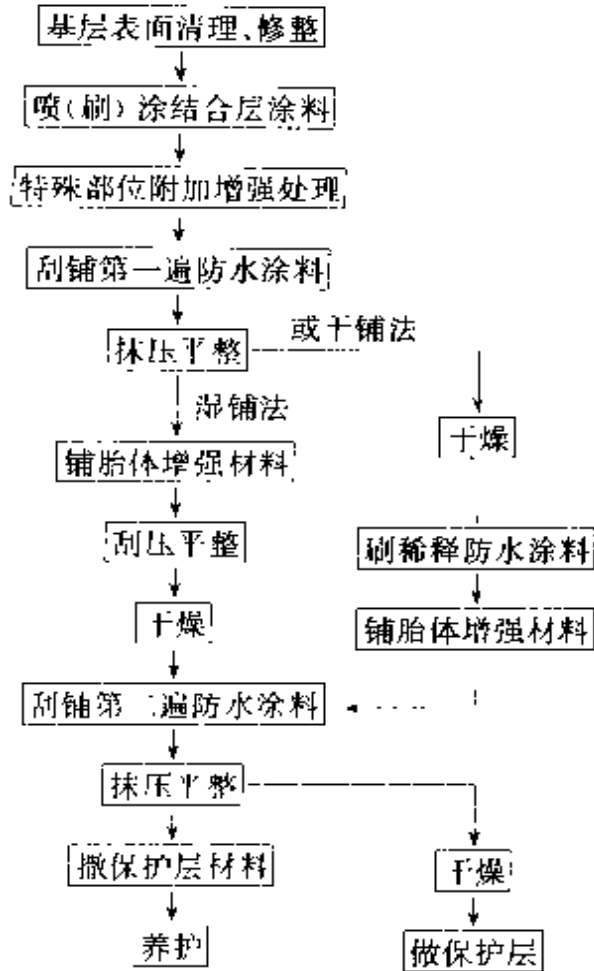 基层表面清理、修整
喷(刷)涂结合层涂料
特殊部位附加增强处理
刮铺第一遍防水涂料
抹压平整
或干铺法
湿铺法
干燥
铺胎体增强材料
刮压平整
刷稀释防水涂料
干燥
铺胎体增强材料
刮铺第二遍防水涂料
抹压平整
撒保护层材料
干燥
养护
做保护层